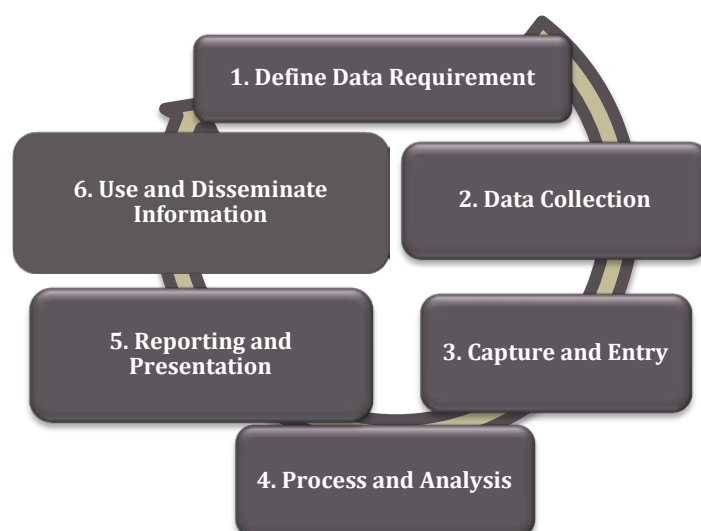 1. Define Data Requirement
2. Data Collection
3. Capture and Entry
4. Process and Analysis
5. Reporting and
Presentation
6. Use and Disseminate
Information